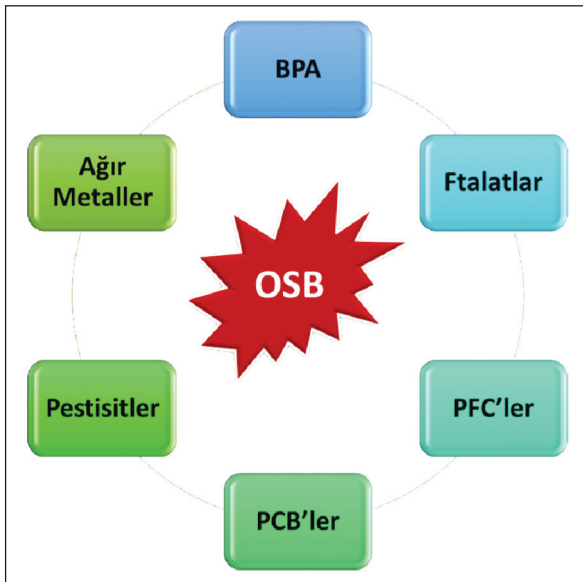 BPA
Ftalatlar
PFC'ler
PCB'ler
Pestisitler
Ağır
Metaller
OSB